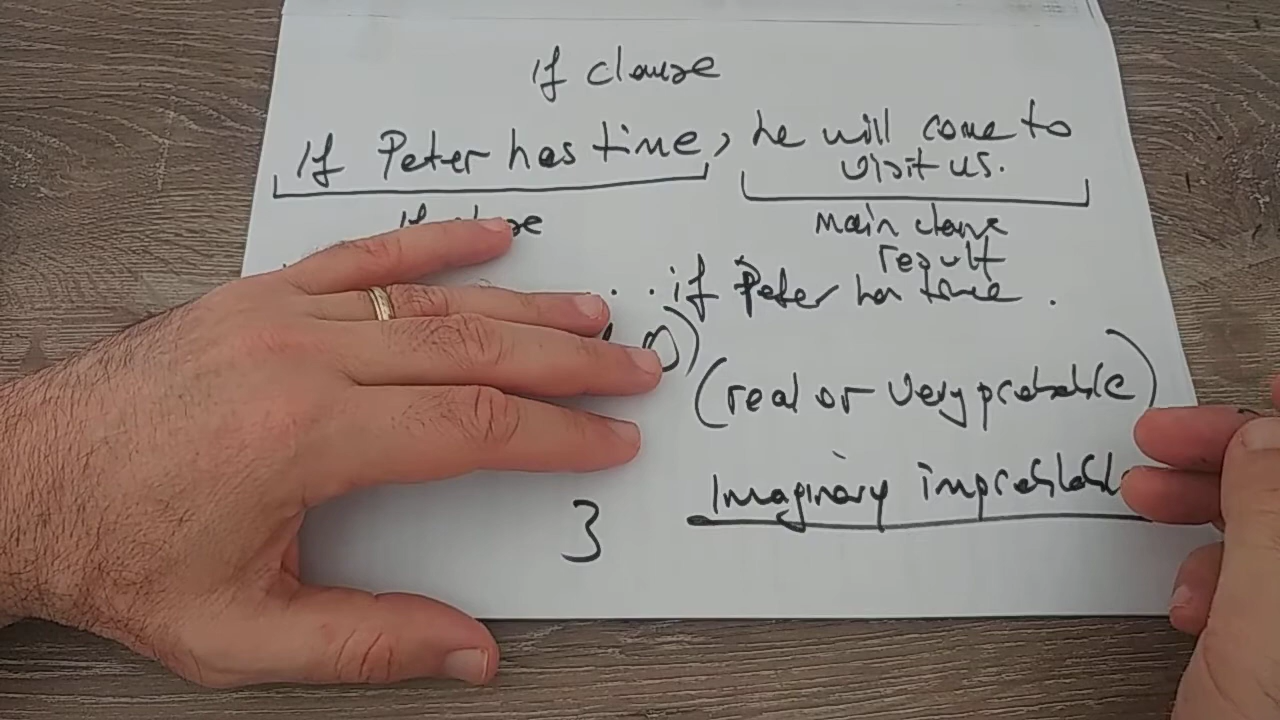 if clause
If Peter has time, he will come to
visit us.
main clause
result
. . if Peter has time .
(real or very probable)
Imaginary
3